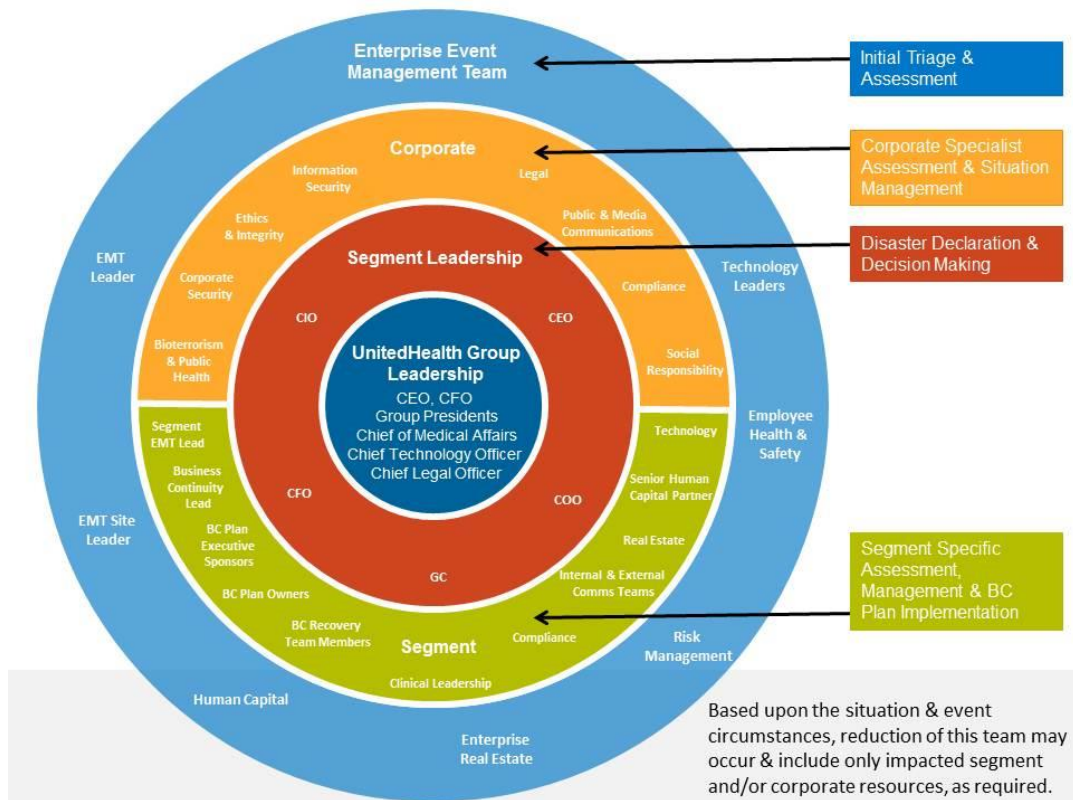 Enterprise Event
Management Team
Initial Triage &
Assessment
Corporate
Information
Security
Legal
Corporate Specialist
Assessment & Situation
Management
Ethics
& Integrity
Public & Media
Communications
Segment Leadership
Disaster Declaration &
Decision Making
EMT
Leader
Corporate
Security
Technology
Leaders
Compliance
CIO
CEO
Bioterrorism
& Public
Health
Social
Responsibility
UnitedHealth Group
Leadership
CEO, CFO
Group Presidents
Chief of Medical Affairs
Chief Technology Officer
Chief Legal Officer
Employee
Health &
Safety
Segment
EMT Lead
Technology
Business
Continuity
Lead
Senior Human
Capital Partner
CFO
COO
EMT Site
Leader
BC Plan
Executive
Sponsors
Real Estate
Segment Specific
Assessment,
Management & BC
Plan Implementation
GC
Internal & External
Comms Teams
BC Plan Owners
BC Recovery
Team Members
Segment
Compliance
Risk
Management
Clinical Leadership
Human Capital
Enterprise
Real Estate
Based upon the situation & event
circumstances, reduction of this team may
occur & include only impacted segment
and/or corporate resources, as required.